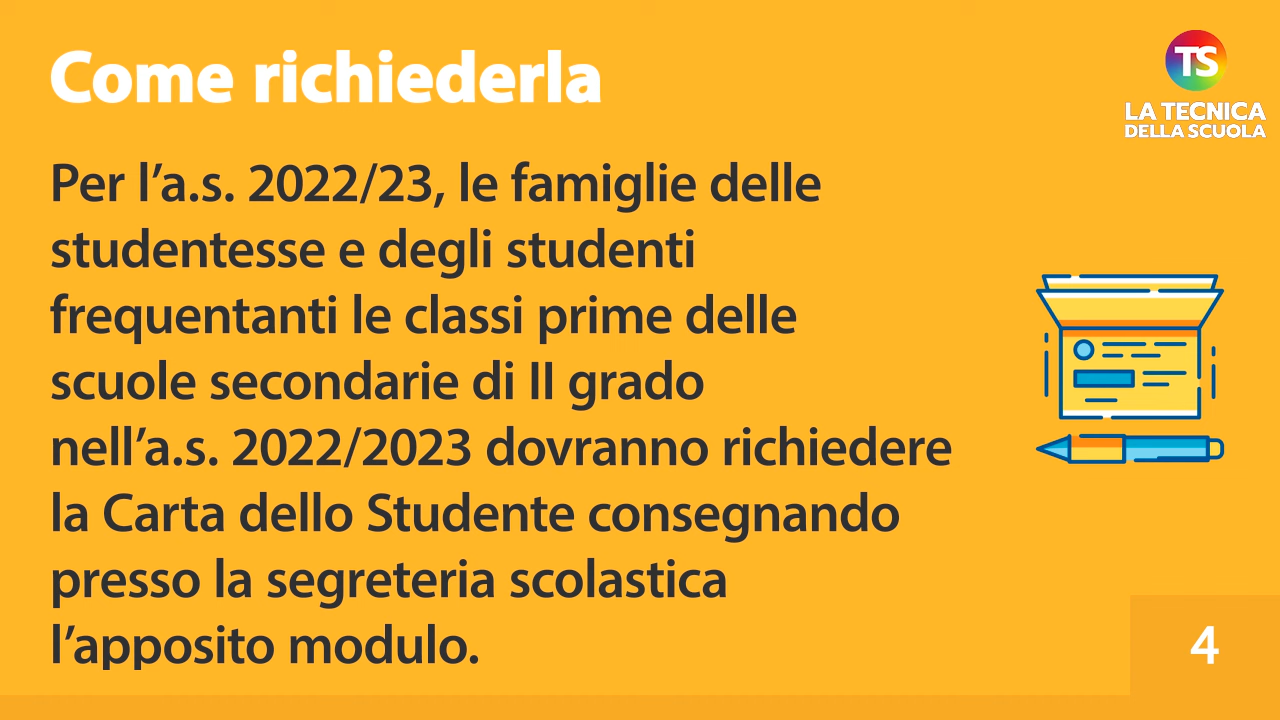 Come richiederla
TS
LA TECNICA
DELLA SCUOLA
Per l’a.s. 2022/23, le famiglie delle
studentesse e degli studenti
frequentanti le classi prime delle
scuole secondarie di II grado
nell’a.s. 2022/2023 dovranno richiedere
la Carta dello Studente consegnando
presso la segreteria scolastica
l’apposito modulo.
4